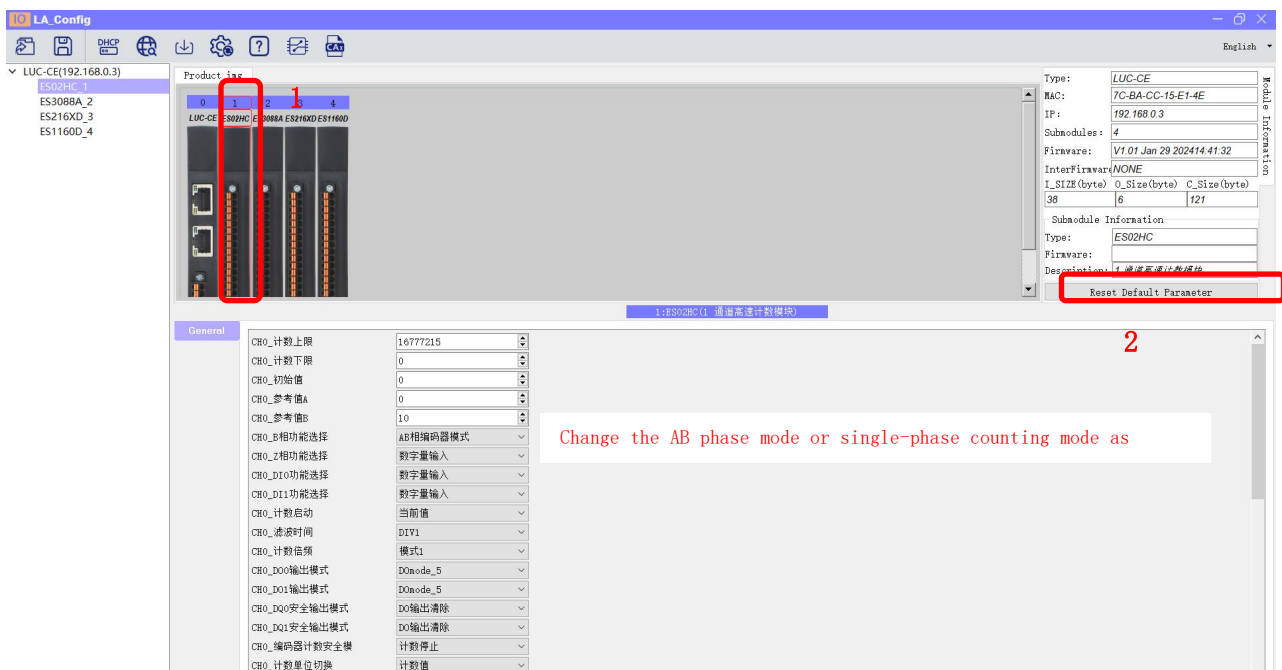 IO LA_Config
DHCP
CAx
English
LUC-CE(192.168.0.3)
ES02HC_1
ES3088A_2
ES216XD_3
ES1160D_4
Product img
1
0 1 2 3 4
LUC-CE ES02HC ES3088A ES216XD ES1160D
Type: LUC-CE
MAC: 7C-BA-CC-15-E1-4E
IP: 192.168.0.3
Submodules: 4
Firmware: V1.01 Jan 29 202414:41:32
InterFirmware NONE
I_SIZE(byte) O_Size(byte) C_Size(byte)
38 6 121
Submodule Information
Type: ES02HC
Firmware:
Description: 1 通道高速计数模块
Reset Default Parameter
Module Information
2
1:ES02HC(1 通道高速计数模块)
General
CH0_计数上限 16777215
CH0_计数下限 0
CH0_初始值 0
CH0_参考值A 0
CH0_参考值B 10
CH0_B相功能选择 AB相编码器模式
Change the AB phase mode or single-phase counting mode as
CH0_Z相功能选择 数字量输入
CH0_DI0功能选择 数字量输入
CH0_DI1功能选择 数字量输入
CH0_计数启动 当前值
CH0_滤波时间 DIV1
CH0_计数倍频 模式1
CH0_DO0输出模式 DOmode_5
CH0_DO1输出模式 DOmode_5
CH0_DQ0安全输出模式 DO输出清除
CH0_DQ1安全输出模式 DO输出清除
CH0_编码器计数安全模 计数停止
CH0_计数单位切换 计数值